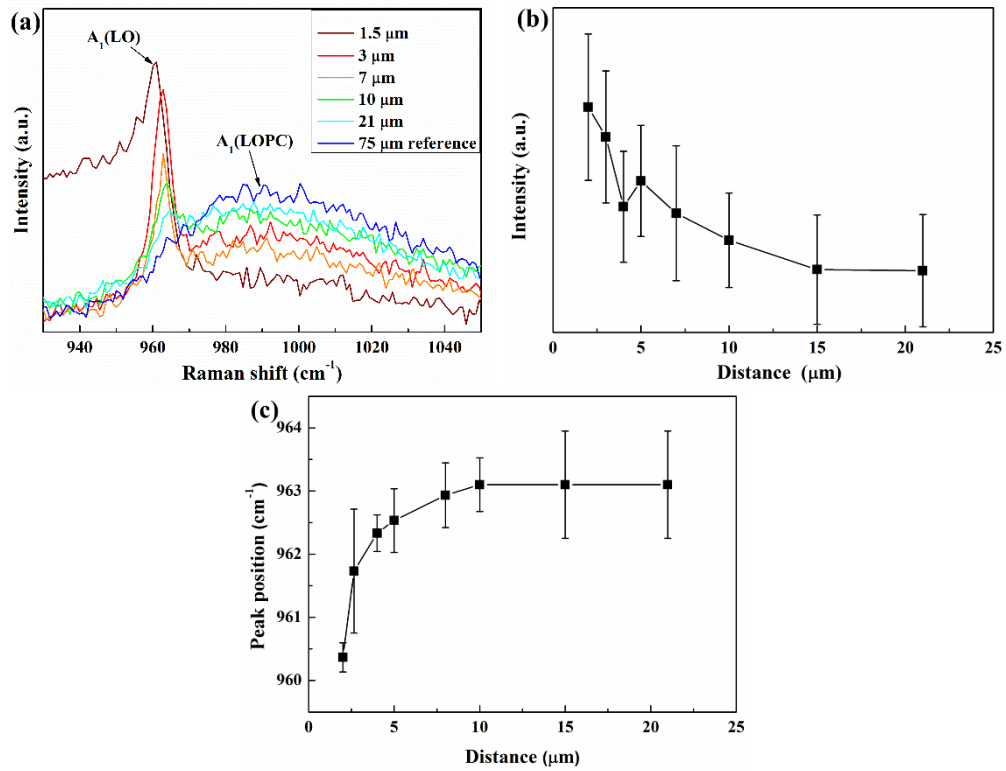 (a)
A₁(LO)
A₁(LOPC)
1.5 μm
3 μm
7 μm
10 μm
21 μm
75 μm reference
Intensity (a.u.)
940 960 980 1000 1020 1040
Raman shift (cm⁻¹)
(b)
Intensity (a.u.)
0 5 10 15 20 25
Distance (μm)
(c)
964
963
962
961
960
Peak position (cm⁻¹)
0 5 10 15 20 25
Distance (μm)